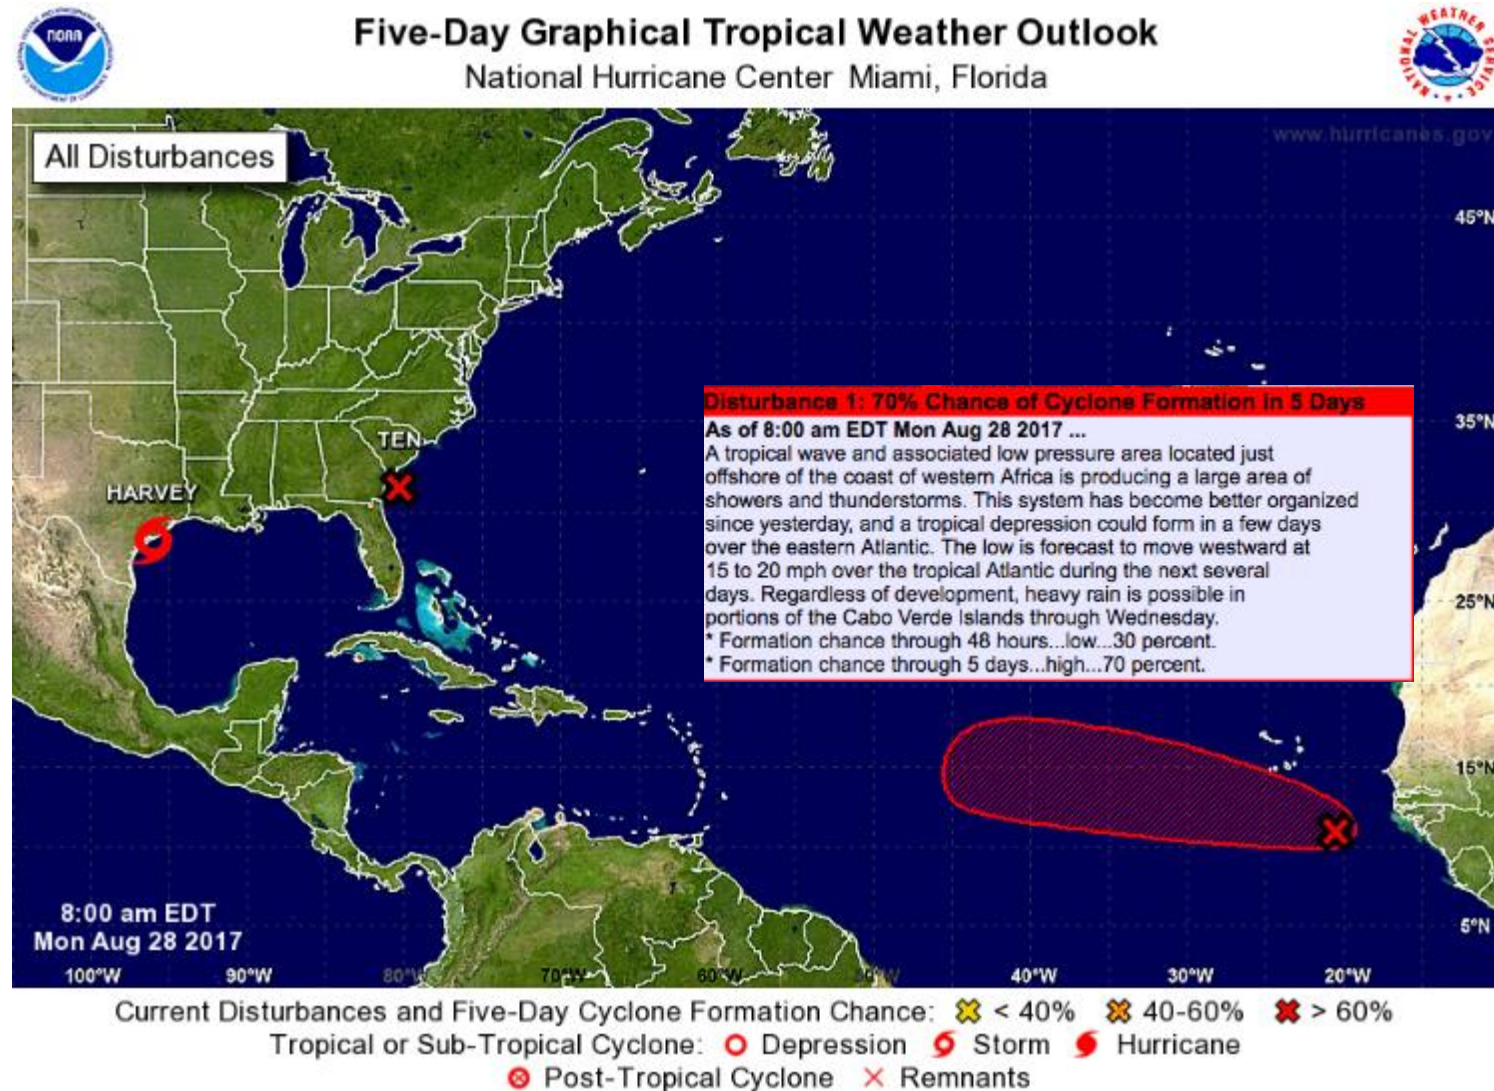 Five-Day Graphical Tropical Weather Outlook
National Hurricane Center Miami, Florida
NOAA
NATIONAL WEATHER SERVICE
All Disturbances
www.hurricanes.gov
45°N
Disturbance 1: 70% Chance of Cyclone Formation in 5 Days
As of 8:00 am EDT Mon Aug 28 2017 ...
A tropical wave and associated low pressure area located just
offshore of the coast of western Africa is producing a large area of
showers and thunderstorms. This system has become better organized
since yesterday, and a tropical depression could form in a few days
over the eastern Atlantic. The low is forecast to move westward at
15 to 20 mph over the tropical Atlantic during the next several
days. Regardless of development, heavy rain is possible in
portions of the Cabo Verde Islands through Wednesday.
* Formation chance through 48 hours...low...30 percent.
* Formation chance through 5 days...high...70 percent.
35°N
TEN
HARVEY
25°N
15°N
8:00 am EDT
Mon Aug 28 2017
5°N
100°W 90°W 80°W 70°W 60°W 50°W 40°W 30°W 20°W
Current Disturbances and Five-Day Cyclone Formation Chance: < 40% 40-60% > 60%
Tropical or Sub-Tropical Cyclone: Depression Storm Hurricane
Post-Tropical Cyclone Remnants